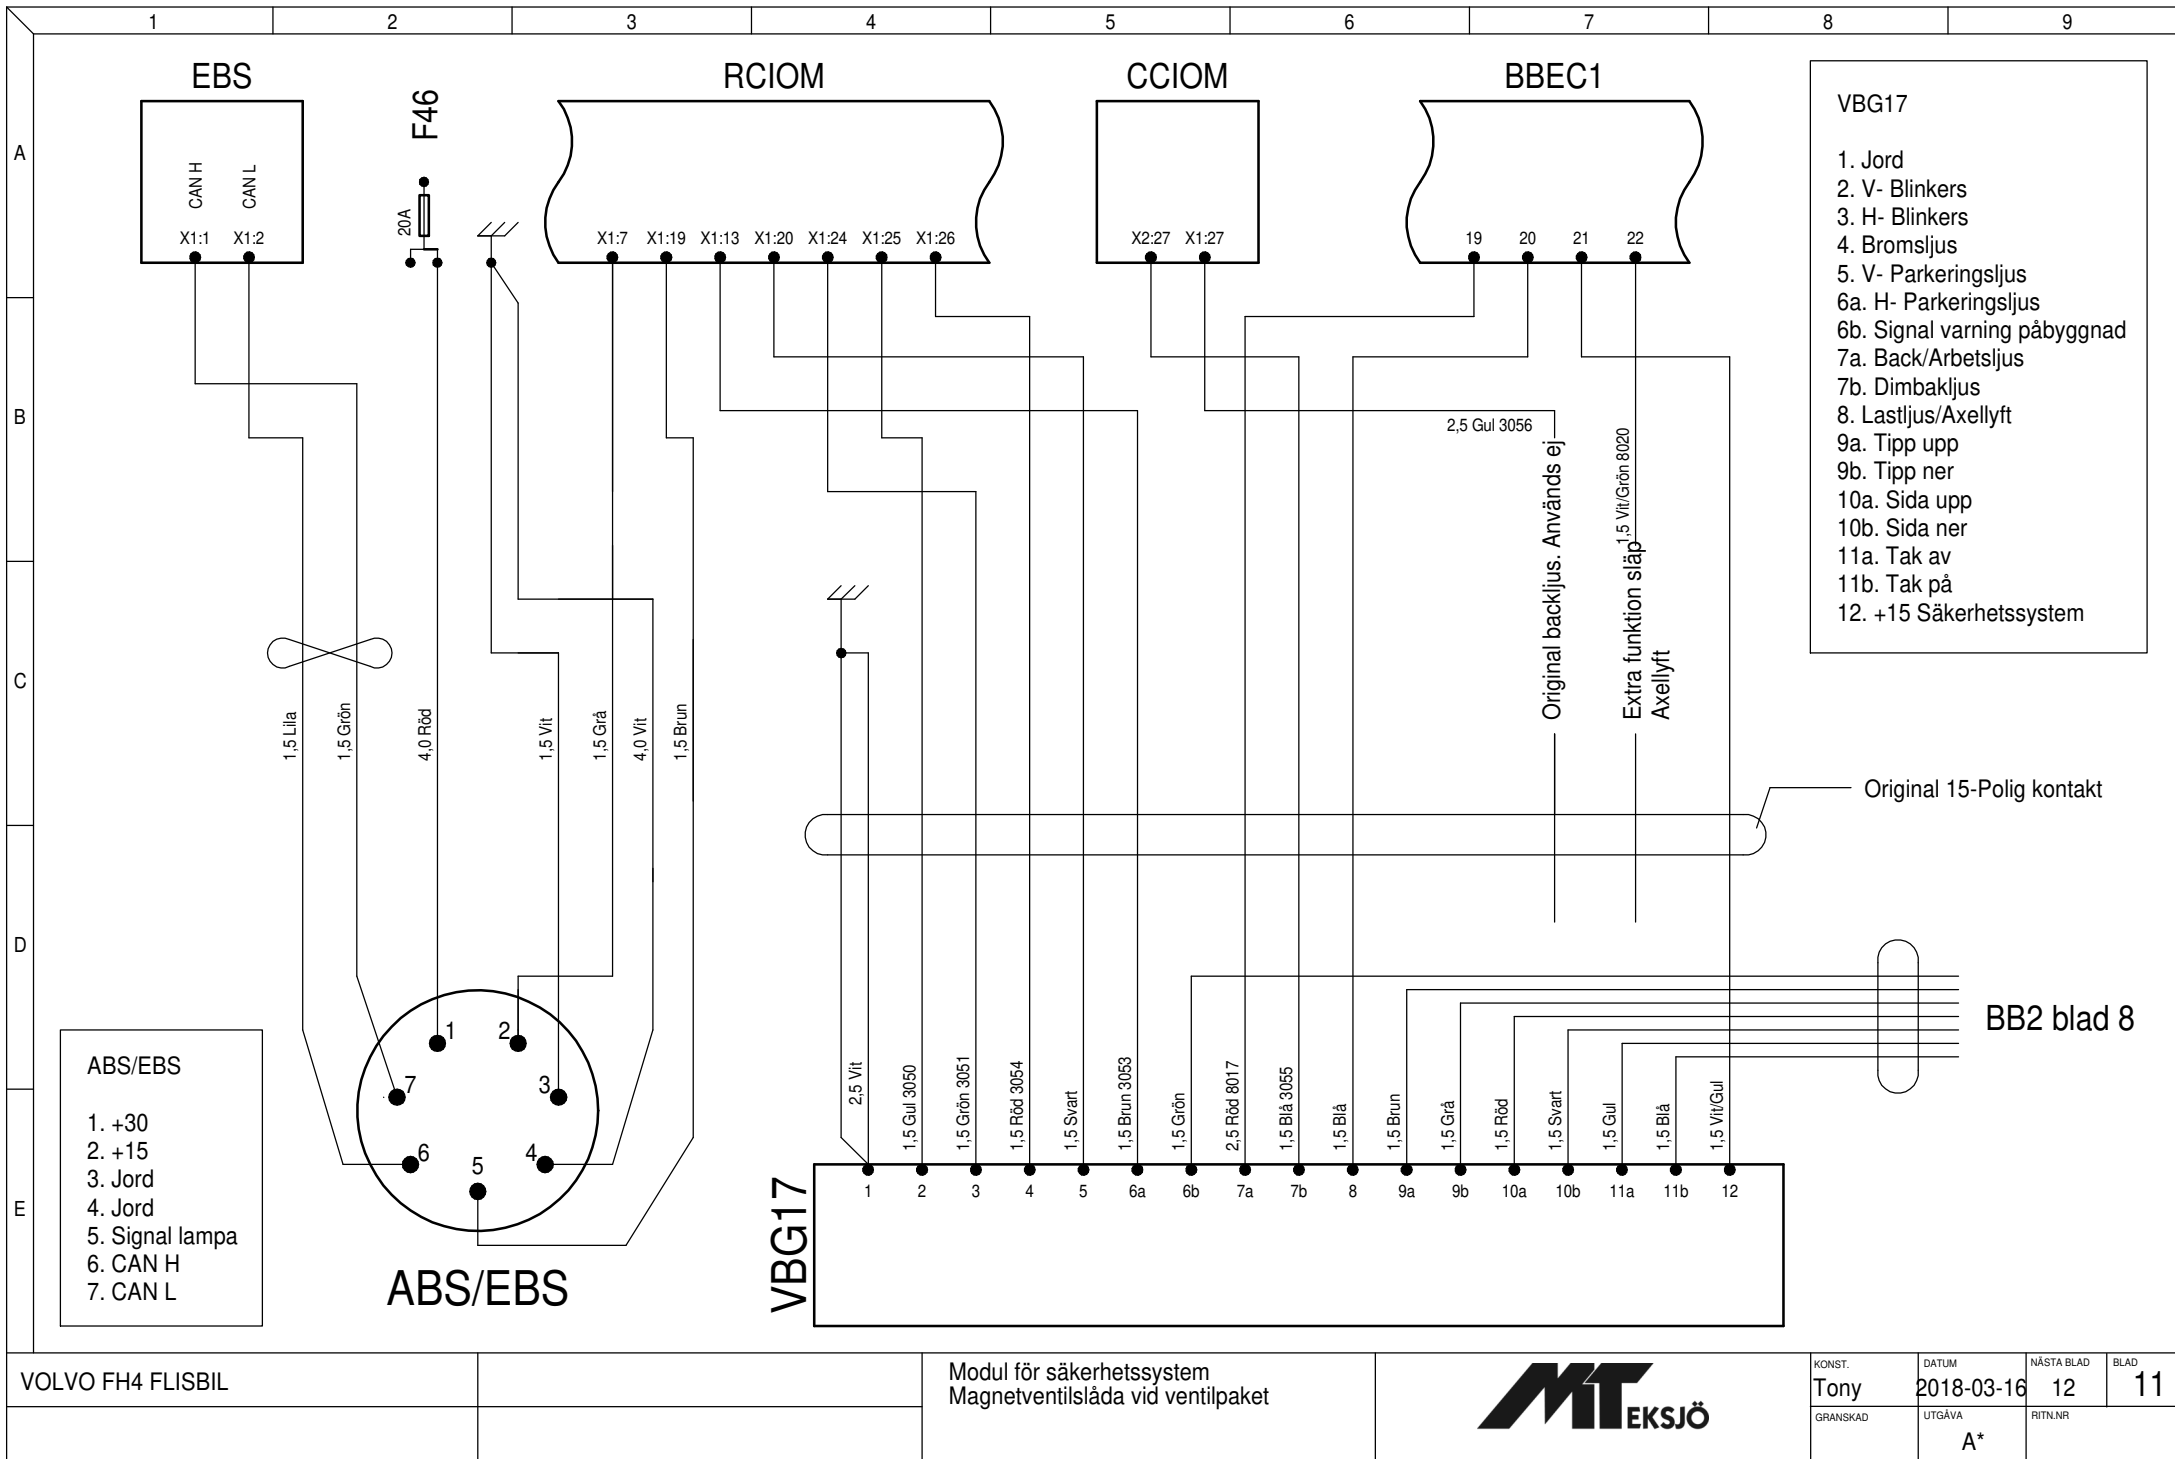 1 2 3 4 5 6 7 8 9
A
B
C
D
E
EBS
CAN H
CAN L
X1:1 X1:2
F46
20A
RCIOM
X1:7 X1:19 X1:13 X1:20 X1:24 X1:25 X1:26
CCIOM
X2:27 X1:27
BBEC1
19 20 21 22
VBG17
1. Jord
2. V- Blinkers
3. H- Blinkers
4. Bromsljus
5. V- Parkeringsljus
6a. H- Parkeringsljus
6b. Signal varning påbyggnad
7a. Back/Arbetsljus
7b. Dimbakljus
8. Lastljus/Axellyft
9a. Tipp upp
9b. Tipp ner
10a. Sida upp
10b. Sida ner
11a. Tak av
11b. Tak på
12. +15 Säkerhetssystem
2,5 Gul 3056
Original backljus. Används ej
1,5 Vit/Grön 8020
Extra funktion släp
Axellyft
1,5 Lila
1,5 Grön
4,0 Röd
1,5 Vit
1,5 Grå
4,0 Vit
1,5 Brun
Original 15-Polig kontakt
BB2 blad 8
ABS/EBS
1. +30
2. +15
3. Jord
4. Jord
5. Signal lampa
6. CAN H
7. CAN L
1
2
3
4
5
6
7
ABS/EBS
2,5 Vit
1,5 Gul 3050
1,5 Grön 3051
1,5 Röd 3054
1,5 Svart
1,5 Brun 3053
1,5 Grön
2,5 Röd 8017
1,5 Blå 3055
1,5 Blå
1,5 Brun
1,5 Grå
1,5 Röd
1,5 Svart
1,5 Gul
1,5 Blå
1,5 Vit/Gul
VBG17
1 2 3 4 5 6a 6b 7a 7b 8 9a 9b 10a 10b 11a 11b 12
VOLVO FH4 FLISBIL
Modul för säkerhetssystem
Magnetventilslåda vid ventilpaket
MT EKSJÖ
KONST.
Tony
DATUM
2018-03-16
NÄSTA BLAD
12
BLAD
11
GRANSKAD
UTGÅVA
A*
RITN.NR